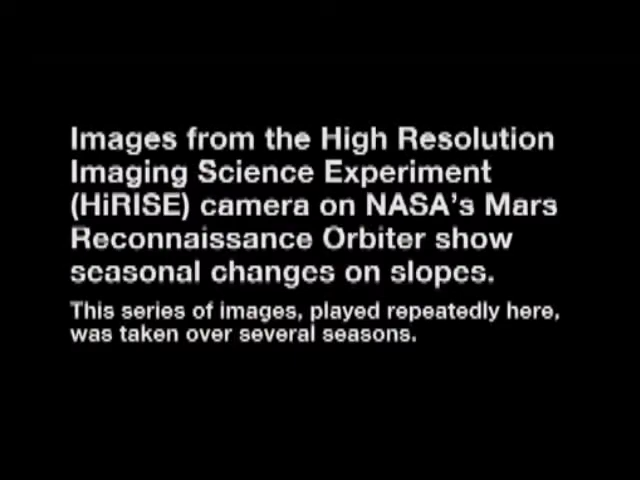 Images from the High Resolution
Imaging Science Experiment
(HiRISE) camera on NASA's Mars
Reconnaissance Orbiter show
seasonal changes on slopes.
This series of images, played repeatedly here,
was taken over several seasons.